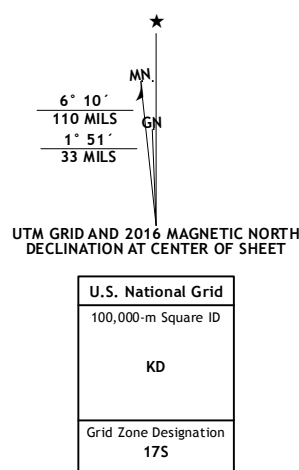 ★
MN.
6° 10´
110 MILS
GN
1° 51´
33 MILS
UTM GRID AND 2016 MAGNETIC NORTH
DECLINATION AT CENTER OF SHEET
U.S. National Grid
100,000-m Square ID
KD
Grid Zone Designation
17S